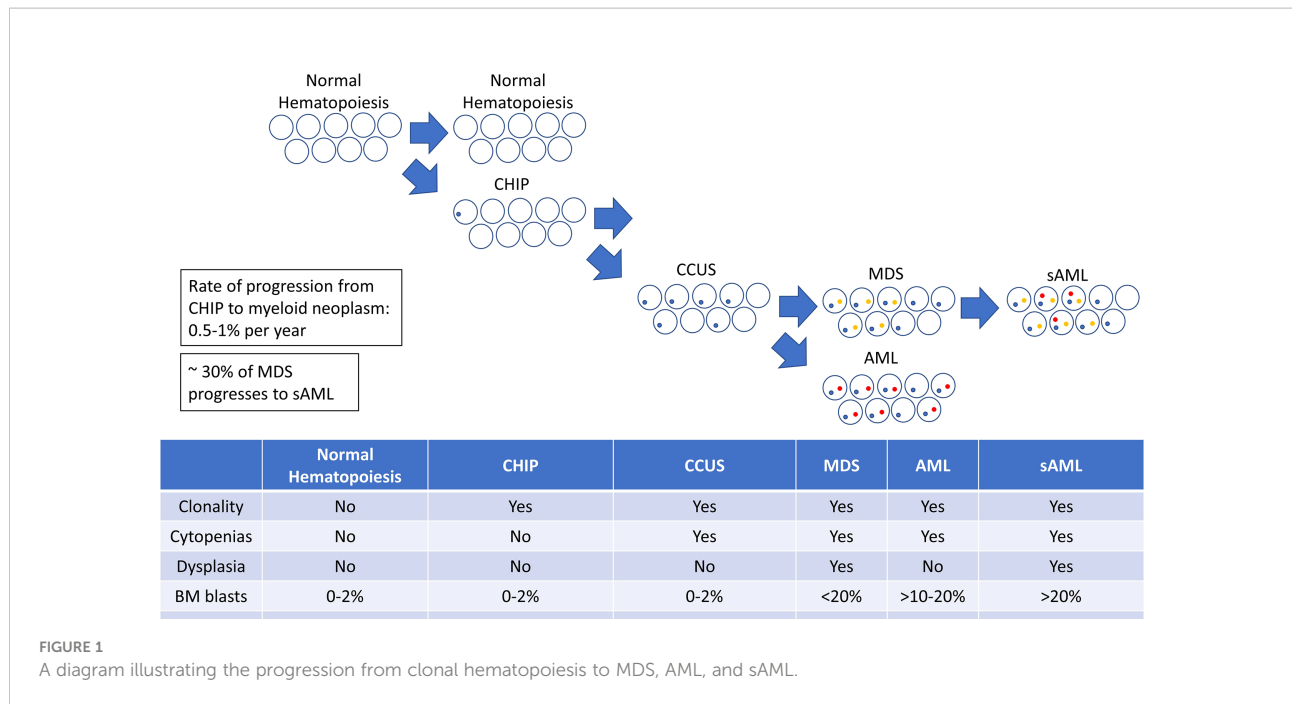 Normal
Hematopoiesis
Normal
Hematopoiesis
CHIP
CCUS
MDS
sAML
AML
Rate of progression from
CHIP to myeloid neoplasm:
0.5-1% per year
~ 30% of MDS
progresses to sAML
Normal
Hematopoiesis CHIP CCUS MDS AML sAML
Clonality No Yes Yes Yes Yes Yes
Cytopenias No No Yes Yes Yes Yes
Dysplasia No No No Yes No Yes
BM blasts 0-2% 0-2% 0-2% <20% >10-20% >20%
FIGURE 1
A diagram illustrating the progression from clonal hematopoiesis to MDS, AML, and sAML.